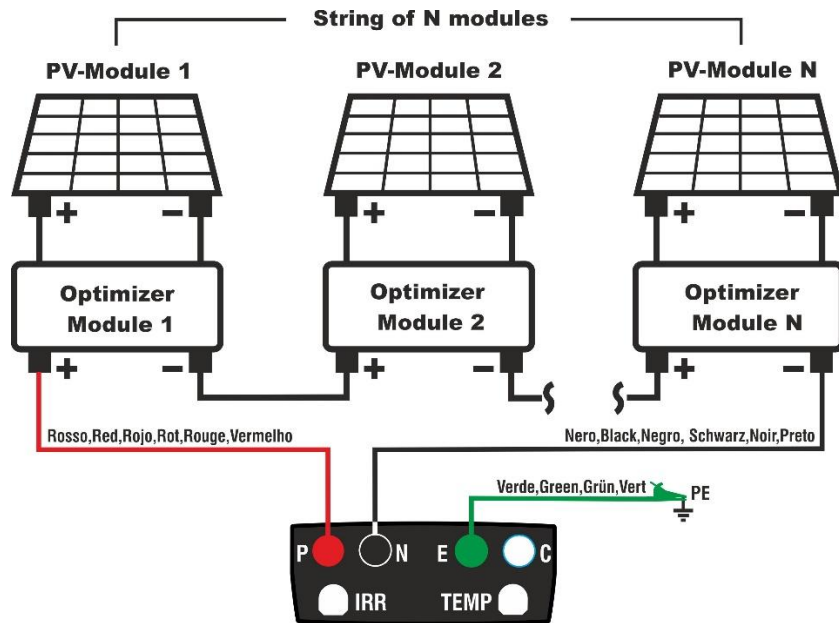 String of N modules
PV-Module 1 PV-Module 2 PV-Module N
+ − + − + −
Optimizer Optimizer Optimizer
Module 1 Module 2 Module N
+ − + − + −
Rosso,Red,Rojo,Rot,Rouge,Vermelho Nero,Black,Negro, Schwarz,Noir,Preto
Verde,Green,Grün,Vert PE
P N E C
IRR TEMP